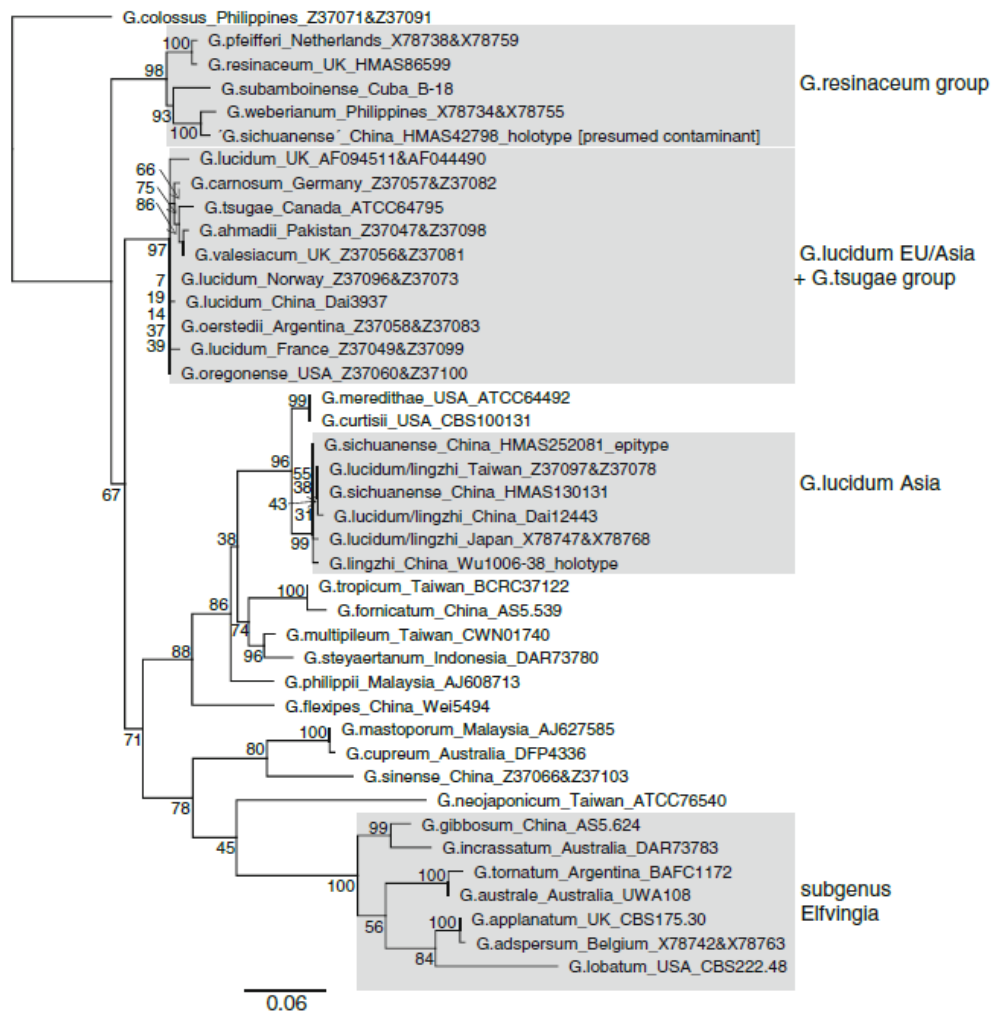 G.colossus_Philippines_Z37071&Z37091
100
G.pfeifferi_Netherlands_X78738&X78759
98
G.resinaceum_UK_HMAS86599
G.resinaceum group
G.subamboinense_Cuba_B-18
93
G.weberianum_Philippines_X78734&X78755
100
´G.sichuanense´_China_HMAS42798_holotype [presumed contaminant]
G.lucidum_UK_AF094511&AF044490
66
G.carnosum_Germany_Z37057&Z37082
75
G.tsugae_Canada_ATCC64795
86
G.ahmadii_Pakistan_Z37047&Z37098
97
G.valesiacum_UK_Z37056&Z37081
G.lucidum EU/Asia
+ G.tsugae group
7
G.lucidum_Norway_Z37096&Z37073
19
G.lucidum_China_Dai3937
14
G.oerstedii_Argentina_Z37058&Z37083
37
39
G.lucidum_France_Z37049&Z37099
G.oregonense_USA_Z37060&Z37100
99
G.meredithae_USA_ATCC64492
G.curtisii_USA_CBS100131
G.sichuanense_China_HMAS252081_epitype
96
55
G.lucidum/lingzhi_Taiwan_Z37097&Z37078
38
G.sichuanense_China_HMAS130131
G.lucidum Asia
67
43
31
G.lucidum/lingzhi_China_Dai12443
38
99
G.lucidum/lingzhi_Japan_X78747&X78768
G.lingzhi_China_Wu1006-38_holotype
100
G.tropicum_Taiwan_BCRC37122
86
G.fornicatum_China_AS5.539
74
G.multipileum_Taiwan_CWN01740
88
96
G.steyaertanum_Indonesia_DAR73780
G.philippii_Malaysia_AJ608713
G.flexipes_China_Wei5494
71
100
G.mastoporum_Malaysia_AJ627585
80
G.cupreum_Australia_DFP4336
G.sinense_China_Z37066&Z37103
78
G.neojaponicum_Taiwan_ATCC76540
99
G.gibbosum_China_AS5.624
45
G.incrassatum_Australia_DAR73783
100
100
G.tornatum_Argentina_BAFC1172
G.australe_Australia_UWA108
subgenus
Elfvingia
56
100
G.applanatum_UK_CBS175.30
G.adspersum_Belgium_X78742&X78763
84
G.lobatum_USA_CBS222.48
0.06